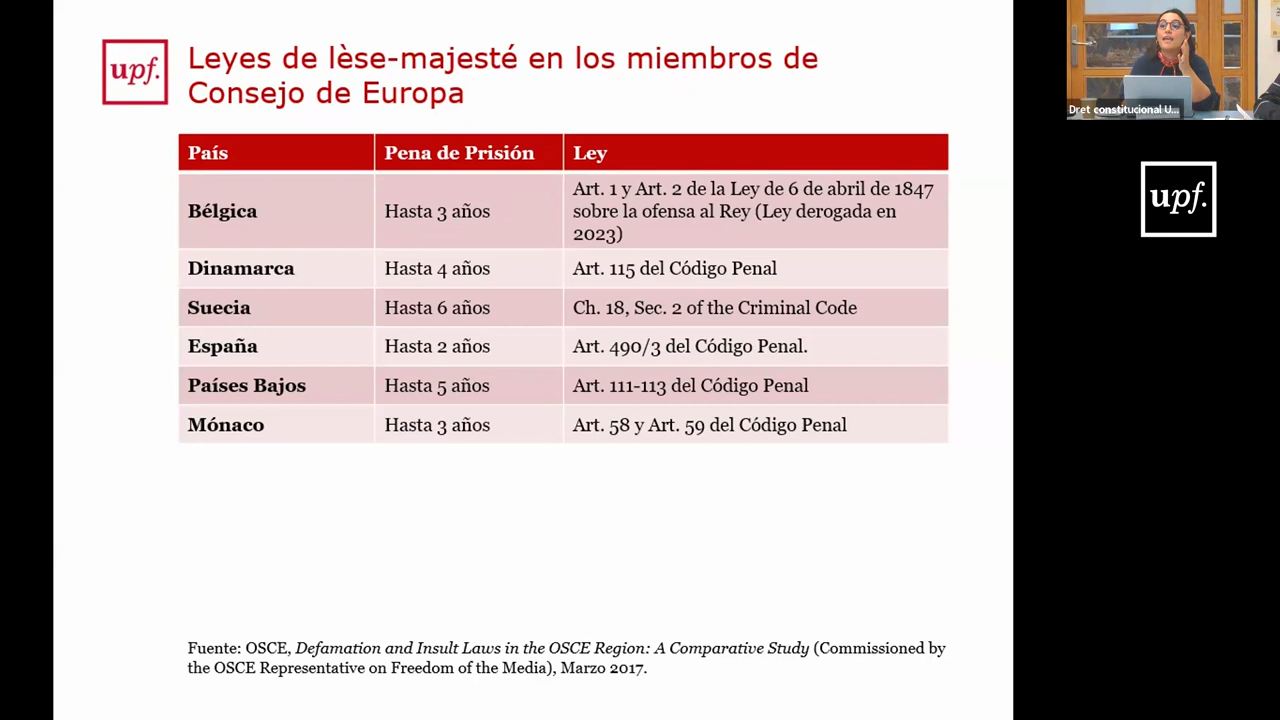 upf.
Leyes de lèse-majesté en los miembros de
Consejo de Europa
País Pena de Prisión Ley
Bélgica Hasta 3 años Art. 1 y Art. 2 de la Ley de 6 de abril de 1847
sobre la ofensa al Rey (Ley derogada en
2023)
Dinamarca Hasta 4 años Art. 115 del Código Penal
Suecia Hasta 6 años Ch. 18, Sec. 2 of the Criminal Code
España Hasta 2 años Art. 490/3 del Código Penal.
Países Bajos Hasta 5 años Art. 111-113 del Código Penal
Mónaco Hasta 3 años Art. 58 y Art. 59 del Código Penal
Fuente: OSCE, Defamation and Insult Laws in the OSCE Region: A Comparative Study (Commissioned by
the OSCE Representative on Freedom of the Media), Marzo 2017.
Dret constitucional U...
upf.